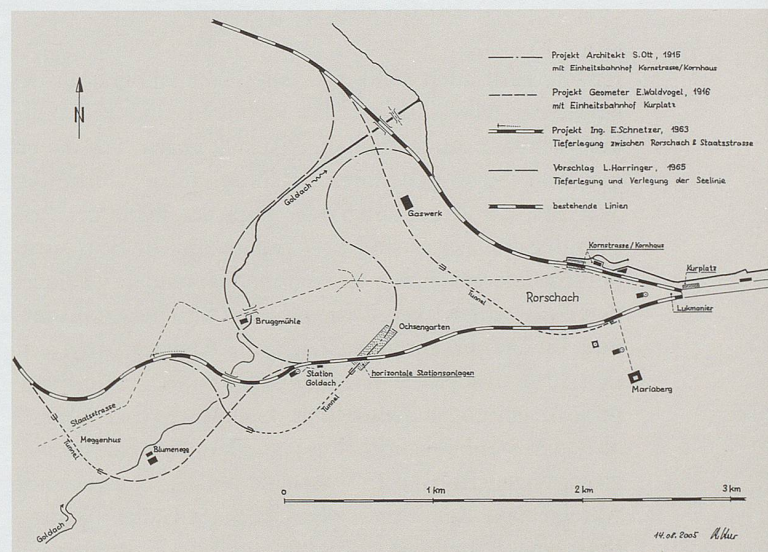 Projekt Architekt S.Ott, 1915
mit Einheitsbahnhof Kornstrasse/Kornhaus
Projekt Geometer E.Waldvogel, 1916
mit Einheitsbahnhof Kurplatz
Projekt Ing. E.Schnetzer, 1963
Tieferlegung zwischen Rorschach & Staatsstrasse
Vorschlag L.Harringer, 1965
Tieferlegung und Verlegung der Seelinie
bestehende Linien
N
Goldach
Gaswerk
Kornstrasse/Kornhaus
Kurplatz
Tunnel
Rorschach
Lukmanier
Bruggmühle
Ochsengarten
Station
Goldach
horizontale Stationsanlagen
Mariaberg
Tunnel
Staatsstrasse
Meggenhus
Tunnel
Blumenegg
Goldach
0
1 km
2 km
3 km
14.08.2005